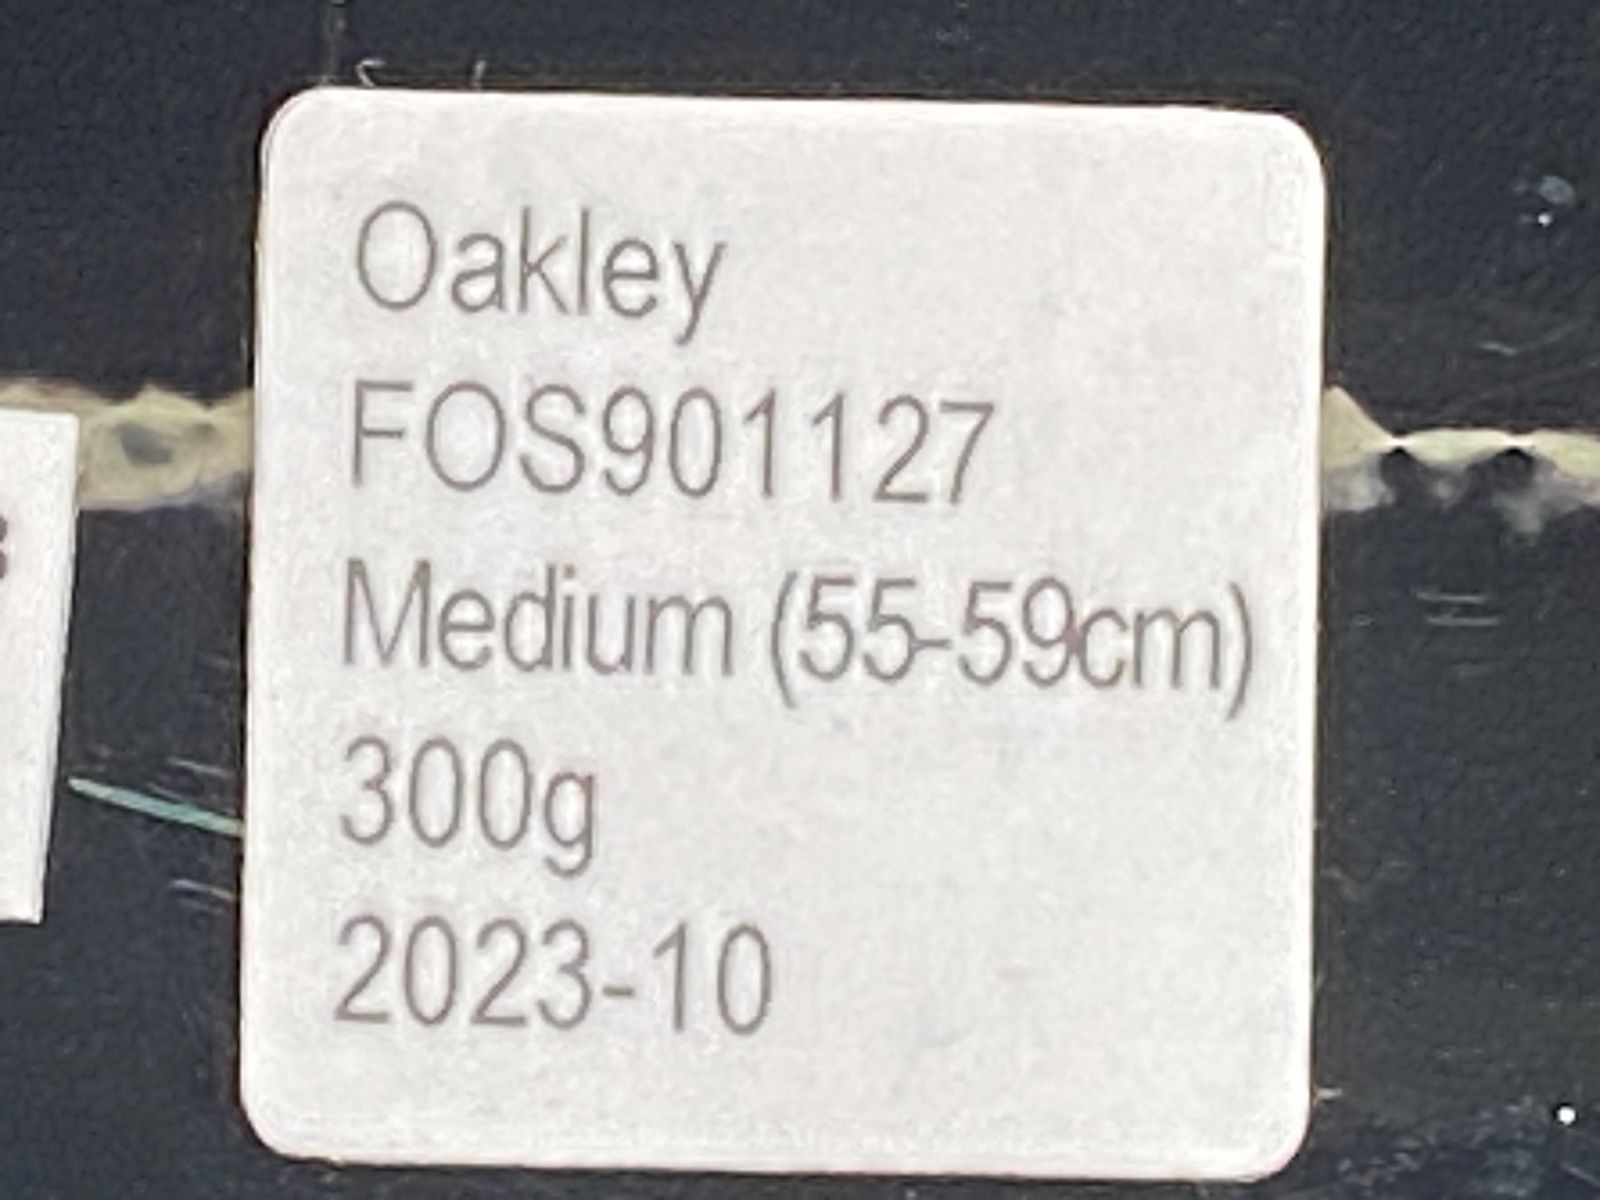 Oakley
FOS901127
Medium (55-59cm)
300g
2023-10